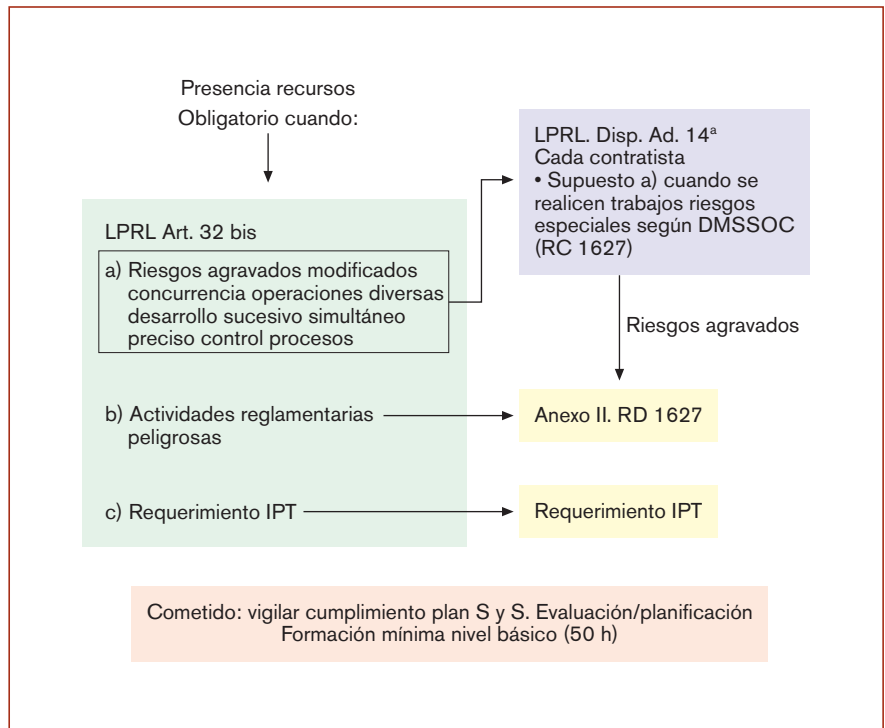 Presencia recursos
Obligatorio cuando:
LPRL Art. 32 bis
a) Riesgos agravados modificados
concurrencia operaciones diversas
desarrollo sucesivo simultáneo
preciso control procesos
b) Actividades reglamentarias
peligrosas
c) Requerimiento IPT
LPRL. Disp. Ad. 14ª
Cada contratista
• Supuesto a) cuando se
realicen trabajos riesgos
especiales según DMSSOC
(RC 1627)
Riesgos agravados
Anexo II. RD 1627
Requerimiento IPT
Cometido: vigilar cumplimiento plan S y S. Evaluación/planificación
Formación mínima nivel básico (50 h)